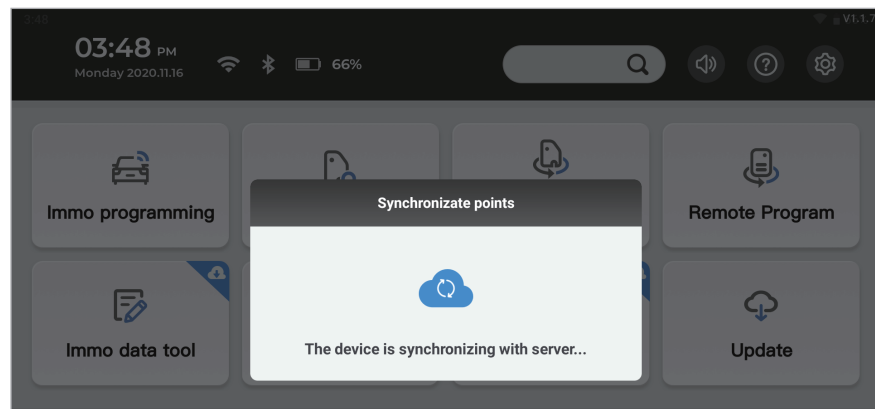 3:48
V1.1.7
03:48 PM
Monday 2020.11.16
66%
Synchronizate points
Immo programming
Remote Program
The device is synchronizing with server...
Immo data tool
Update